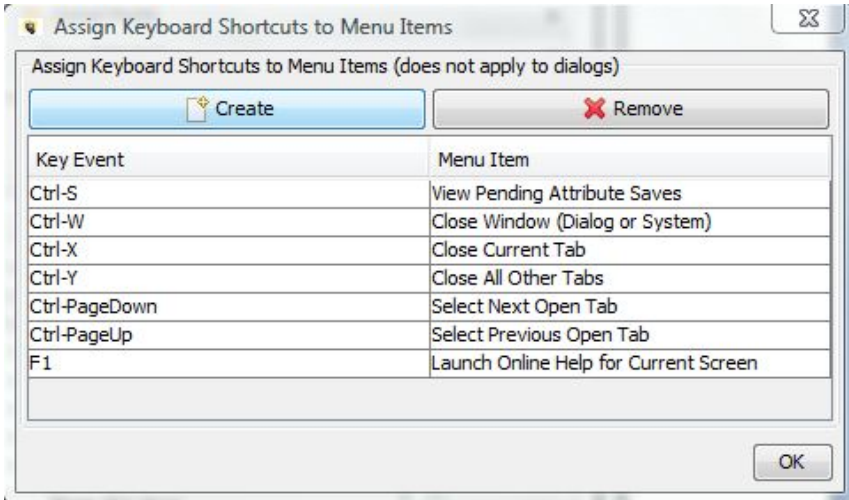 Assign Keyboard Shortcuts to Menu Items
Assign Keyboard Shortcuts to Menu Items (does not apply to dialogs)
Create Remove
Key Event Menu Item
Ctrl-S View Pending Attribute Saves
Ctrl-W Close Window (Dialog or System)
Ctrl-X Close Current Tab
Ctrl-Y Close All Other Tabs
Ctrl-PageDown Select Next Open Tab
Ctrl-PageUp Select Previous Open Tab
F1 Launch Online Help for Current Screen
OK